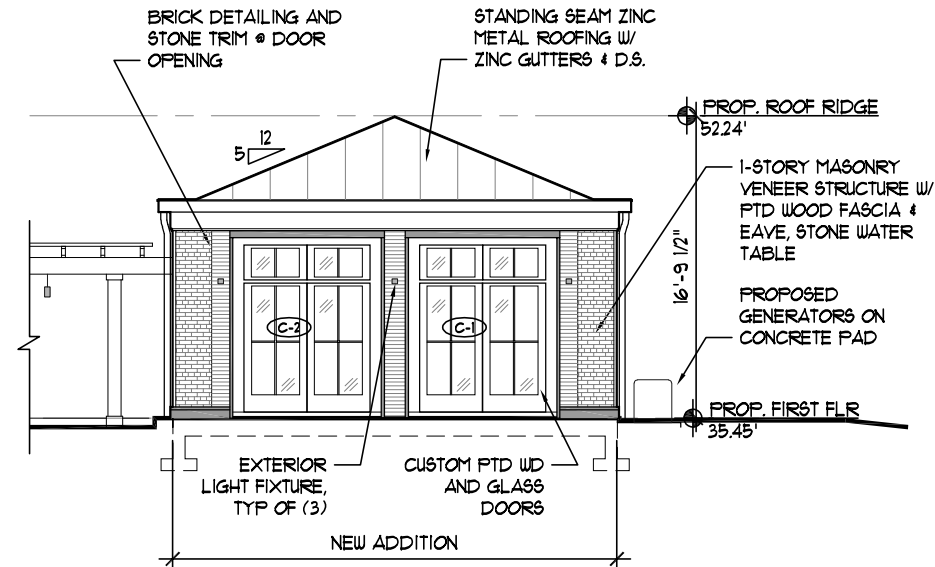 BRICK DETAILING AND
STONE TRIM @ DOOR
OPENING
STANDING SEAM ZINC
METAL ROOFING W/
ZINC GUTTERS & D.S.
12
5
PROP. ROOF RIDGE
52.24'
1-STORY MASONRY
VENEER STRUCTURE W/
PTD WOOD FASCIA &
EAVE, STONE WATER
TABLE
16'-9 1/2"
PROPOSED
GENERATORS ON
CONCRETE PAD
C-2
C-1
PROP. FIRST FLR
35.45'
EXTERIOR
LIGHT FIXTURE,
TYP OF (3)
CUSTOM PTD WD
AND GLASS
DOORS
NEW ADDITION